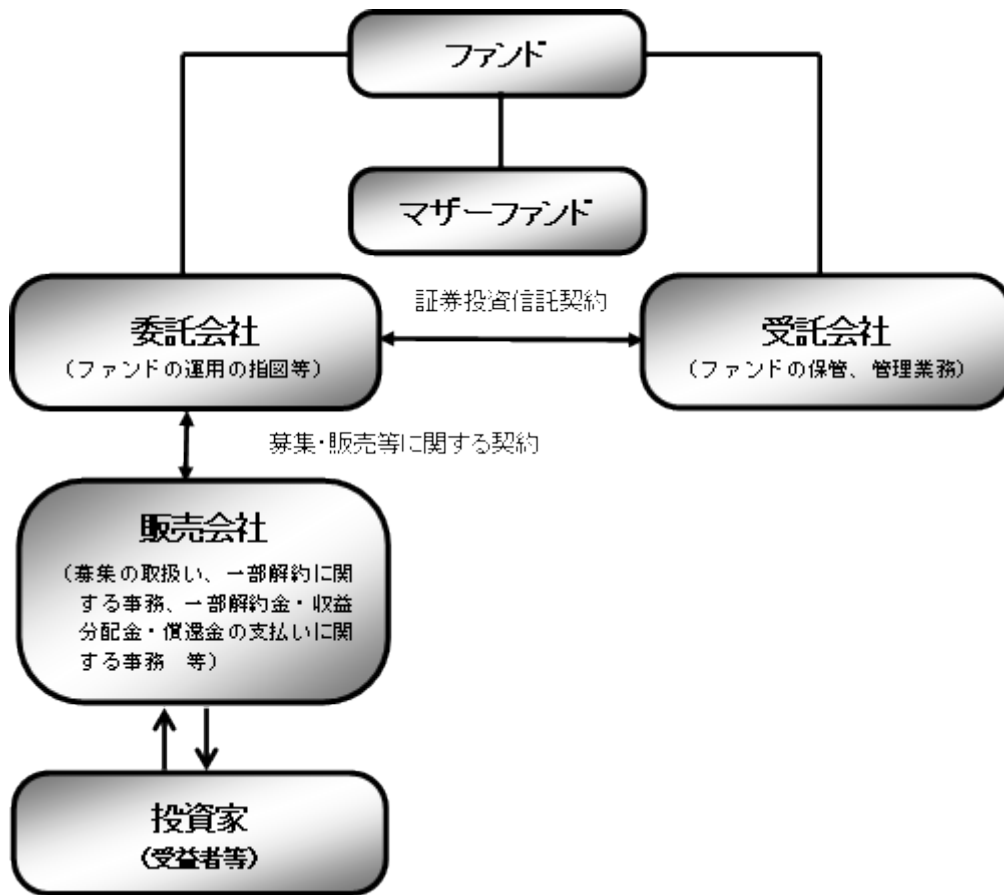 ファンド
マザーファンド
証券投資信託契約
委託会社
（ファンドの運用の指図等）
受託会社
（ファンドの保管、管理業務）
募集・販売等に関する契約
販売会社
（募集の取扱い、一部解約に関
する事務、一部解約金・収益
分配金・償還金の支払いに関
する事務　等）
投資家
（受益者等）